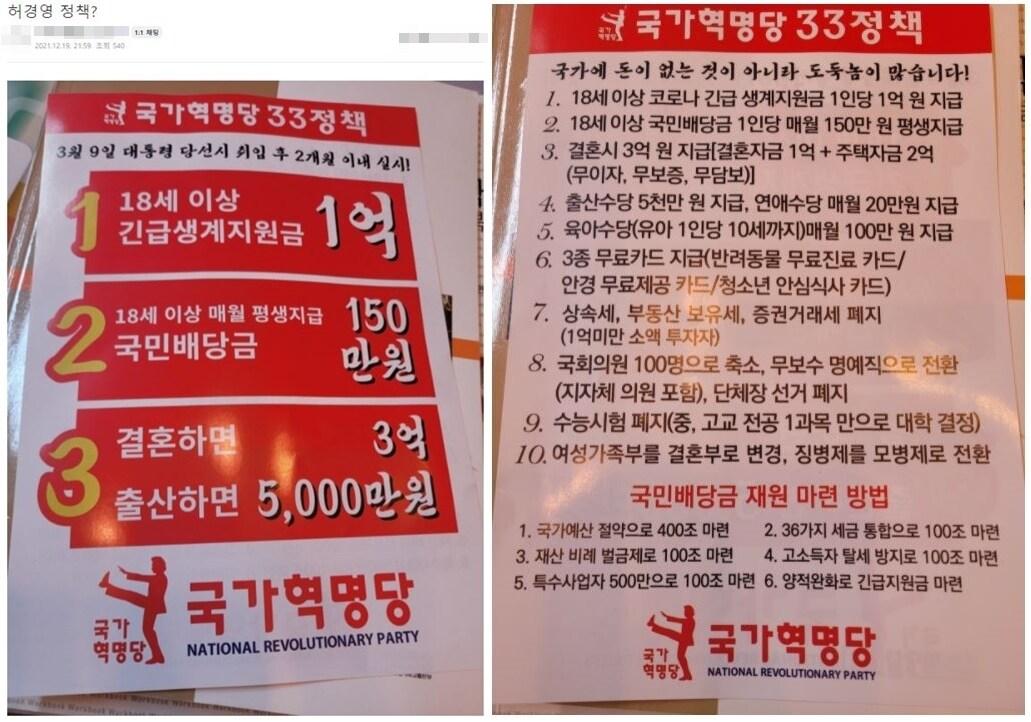 허경영 정책?
1:1 채팅
2021.12.19. 21:59 조회 540
국가혁명당 33정책
3월 9일 대통령 당선시 취임 후 2개월 이내 실시!
1 18세 이상
긴급생계지원금 1억
2 18세 이상 매월 평생지급 150
국민배당금 만원
3 결혼하면 3억
출산하면 5,000만원
국가
혁명당
국가혁명당
NATIONAL REVOLUTIONARY PARTY
Workbook Workbook Workbook
국가혁명당 33정책
국가에 돈이 없는 것이 아니라 도둑놈이 많습니다!
1. 18세 이상 코로나 긴급 생계지원금 1인당 1억 원 지급
2. 18세 이상 국민배당금 1인당 매월 150만 원 평생지급
3. 결혼시 3억 원 지급[결혼자금 1억 + 주택자금 2억
(무이자, 무보증, 무담보)]
4. 출산수당 5천만 원 지급, 연애수당 매월 20만원 지급
5. 육아수당(유아 1인당 10세까지)매월 100만 원 지급
6. 3종 무료카드 지급(반려동물 무료진료 카드/
안경 무료제공 카드/청소년 안심식사 카드)
7. 상속세, 부동산 보유세, 증권거래세 폐지
(1억미만 소액 투자자)
8. 국회의원 100명으로 축소, 무보수 명예직으로 전환
(지자체 의원 포함), 단체장 선거 폐지
9. 수능시험 폐지(중, 고교 전공 1과목 만으로 대학 결정)
10. 여성가족부를 결혼부로 변경, 징병제를 모병제로 전환
국민배당금 재원 마련 방법
1. 국가예산 절약으로 400조 마련 2. 36가지 세금 통합으로 100조 마련
3. 재산 비례 벌금제로 100조 마련 4. 고소득자 탈세 방지로 100조 마련
5. 특수사업자 500만으로 100조 마련 6. 양적완화로 긴급지원금 마련
국가
혁명당
국가혁명당
NATIONAL REVOLUTIONARY PARTY